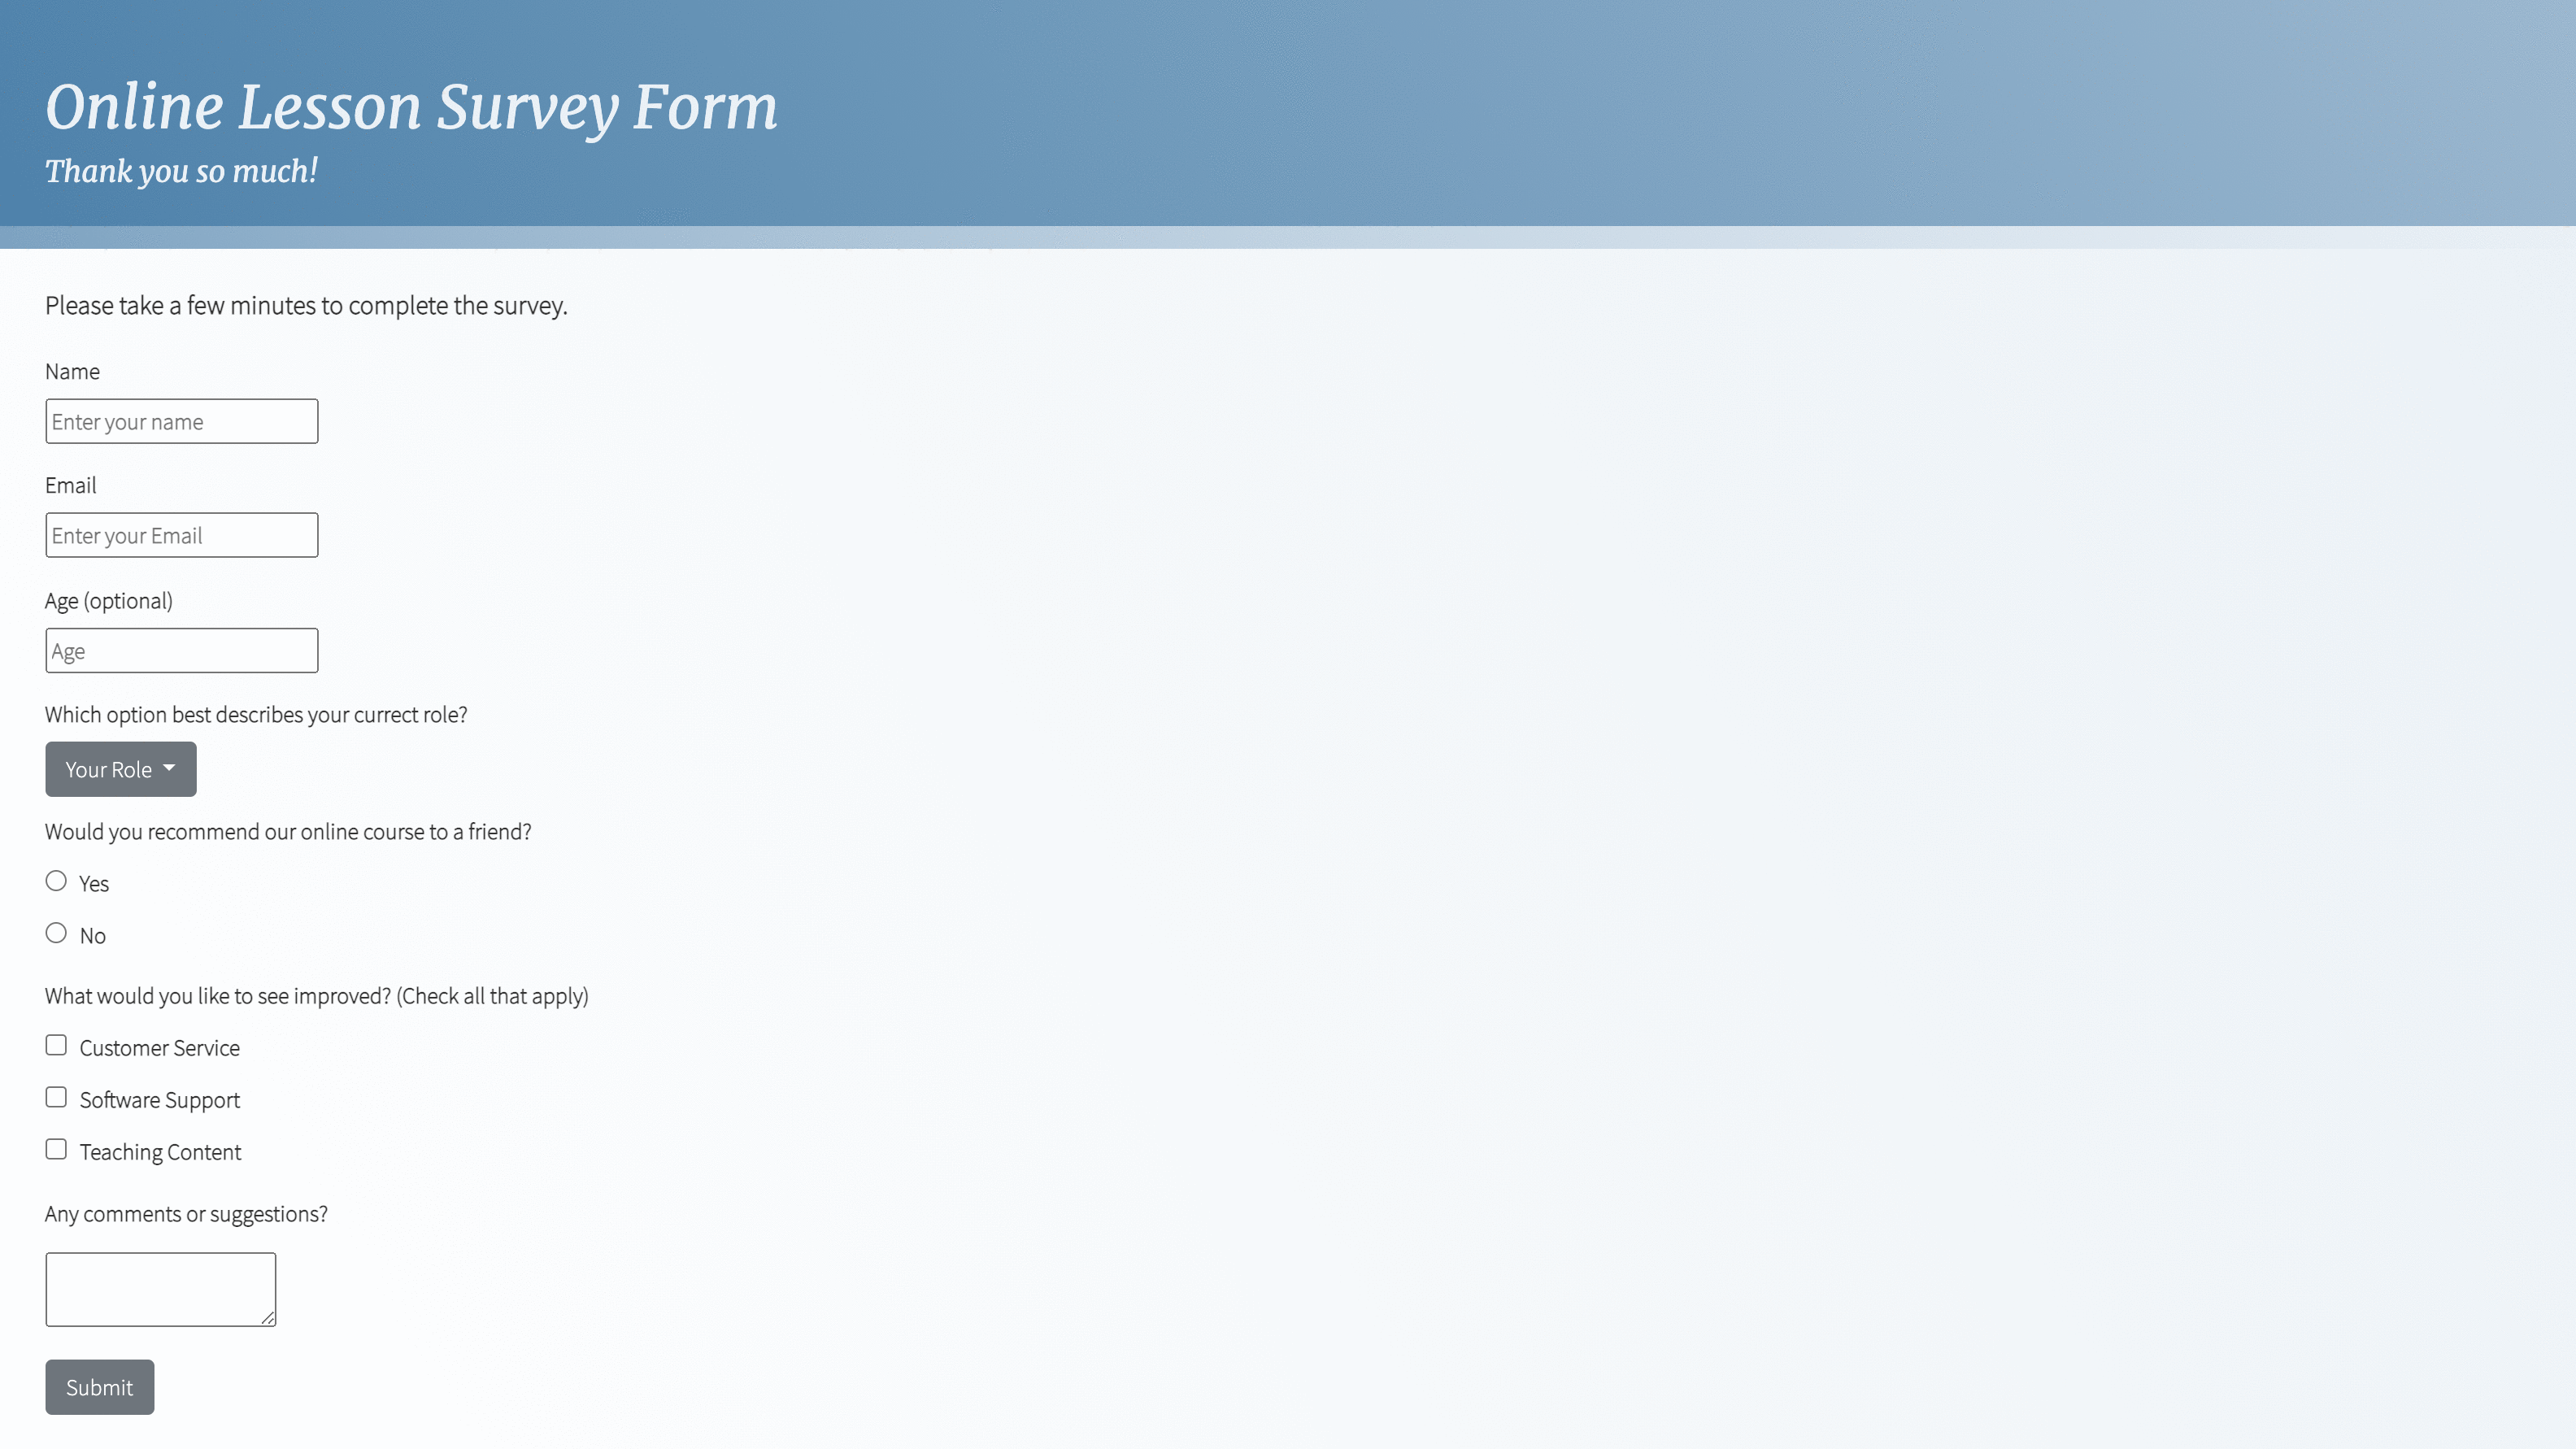 Online Lesson Survey Form
Thank you so much!
Please take a few minutes to complete the survey.
Name
Enter your name
Email
Enter your Email
Age (optional)
Age
Which option best describes your currect role?
Your Role
Would you recommend our online course to a friend?
Yes
No
What would you like to see improved? (Check all that apply)
Customer Service
Software Support
Teaching Content
Any comments or suggestions?
Submit